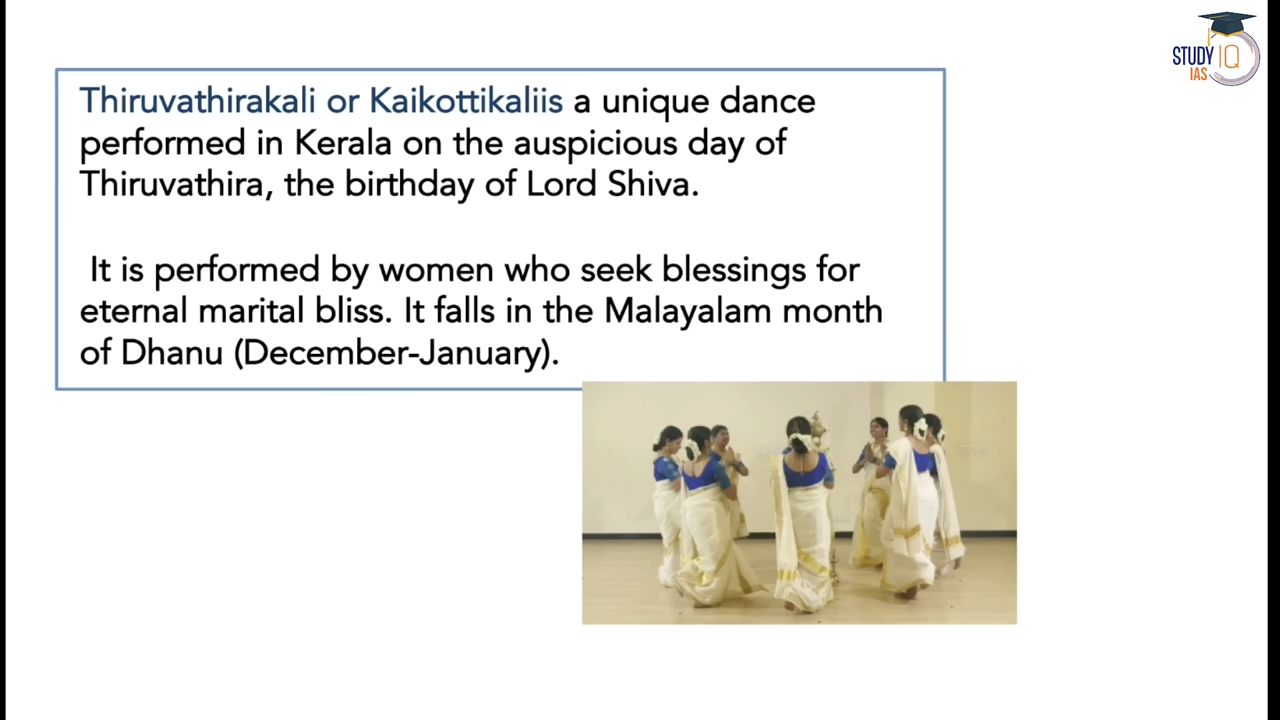 STUDY IQ
IAS
Thiruvathirakali or Kaikottikaliis a unique dance
performed in Kerala on the auspicious day of
Thiruvathira, the birthday of Lord Shiva.
It is performed by women who seek blessings for
eternal marital bliss. It falls in the Malayalam month
of Dhanu (December-January).